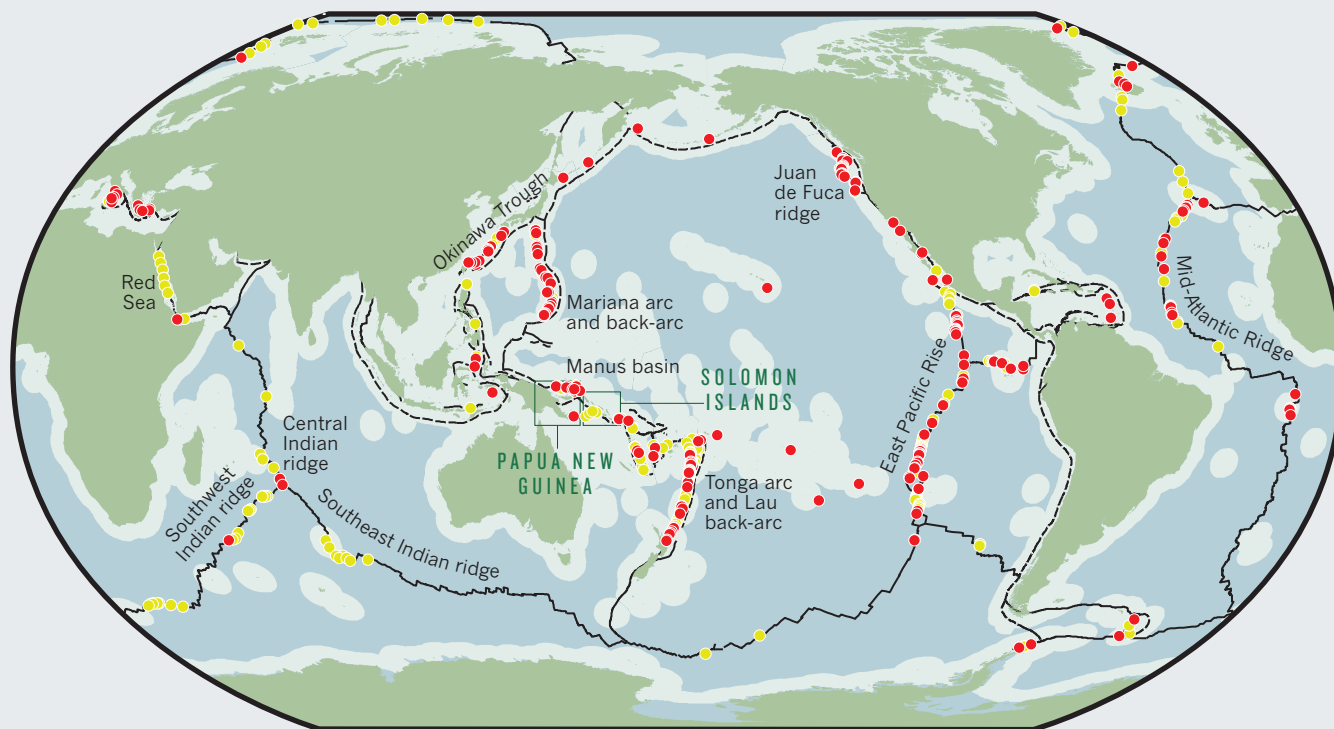 Juan
de Fuca
ridge
Okinawa Trough
Red
Sea
Mariana arc
and back-arc
Mid-Atlantic Ridge
Manus basin
SOLOMON
ISLANDS
East Pacific Rise
Central
Indian
ridge
PAPUA NEW
GUINEA
Southwest
Indian ridge
Tonga arc
and Lau
back-arc
Southeast Indian ridge